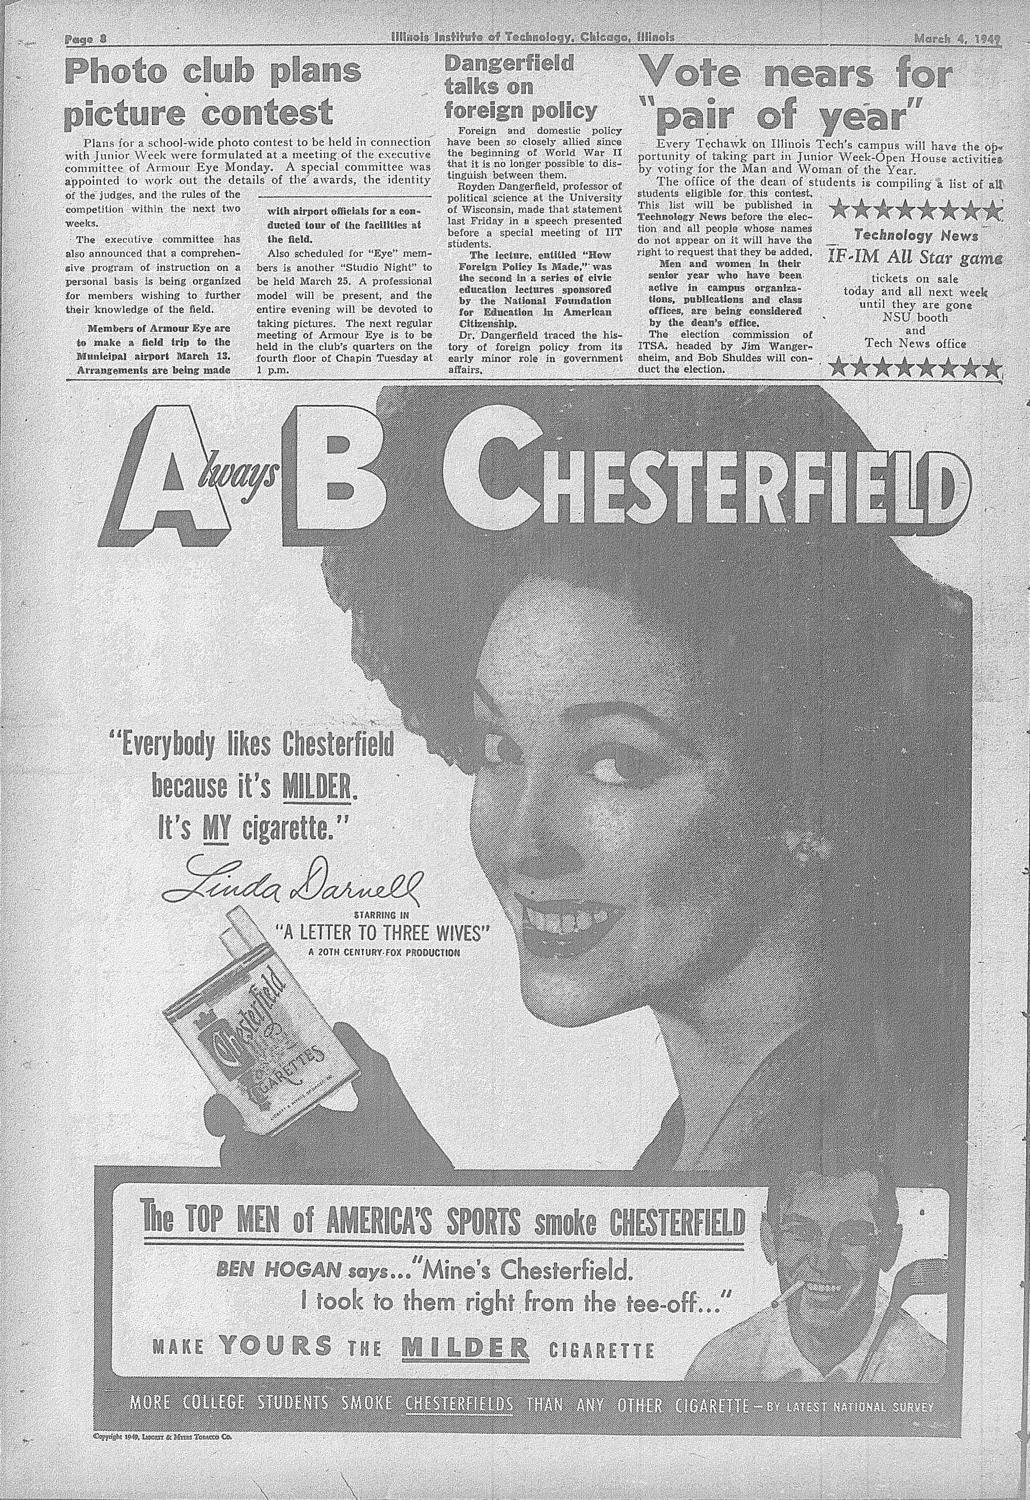 Page 8
Illinois Institute of Technology, Chicago, Illinois
March 4, 1949
Photo club plans
picture contest
Plans for a school-wide photo contest to be held in connection
with Junior Week were formulated at a meeting of the executive
committee of Armour Eye Monday. A special committee was
appointed to work out the details of the awards, the identity
of the judges, and the rules of the
competition within the next two
weeks.
The executive committee has
also announced that a comprehen-
sive program of instruction on a
personal basis is being organized
for members wishing to further
their knowledge of the field.
Members of Armour Eye are
to make a field trip to the
Municipal airport March 13.
Arrangements are being made
with airport officials for a con-
ducted tour of the facilities at
the field.
Also scheduled for "Eye" mem-
bers is another "Studio Night" to
be held March 25. A professional
model will be present, and the
entire evening will be devoted to
taking pictures. The next regular
meeting of Armour Eye is to be
held in the club's quarters on the
fourth floor of Chapin Tuesday at
1 p.m.
Dangerfield
talks on
foreign policy
Foreign and domestic policy
have been so closely allied since
the beginning of World War II
that it is no longer possible to dis-
tinguish between them.
Royden Dangerfield, professor of
political science at the University
of Wisconsin, made that statement
last Friday in a speech presented
before a special meeting of IIT
students.
The lecture, entitled "How
Foreign Policy Is Made," was
the second in a series of civic
education lectures sponsored
by the National Foundation
for Education in American
Citizenship.
Dr. Dangerfield traced the his-
tory of foreign policy from its
early minor role in government
affairs.
Vote nears for
"pair of year"
Every Techawk on Illinois Tech's campus will have the op-
portunity of taking part in Junior Week-Open House activities
by voting for the Man and Woman of the Year.
The office of the dean of students is compiling a list of all
students eligible for this contest.
This list will be published in
Technology News before the elec-
tion and all people whose names
do not appear on it will have the
right to request that they be added.
Men and women in their
senior year who have been
active in campus organiza-
tions, publications and class
offices, are being considered
by the dean's office.
The election commission of
ITSA, headed by Jim Wanger-
sheim, and Bob Shuldes will con-
duct the election.
Technology News
IF-IM All Star game
tickets on sale
today and all next week
until they are gone
NSU booth
and
Tech News office
Always B CHESTERFIELD
"Everybody likes Chesterfield
because it's MILDER.
It's MY cigarette."
Linda Darnell
STARRING IN
"A LETTER TO THREE WIVES"
A 20TH CENTURY-FOX PRODUCTION
Chesterfield
CIGARETTES
The TOP MEN of AMERICA'S SPORTS smoke CHESTERFIELD
BEN HOGAN says..."Mine's Chesterfield.
I took to them right from the tee-off..."
MAKE YOURS THE MILDER CIGARETTE
MORE COLLEGE STUDENTS SMOKE CHESTERFIELDS THAN ANY OTHER CIGARETTE—BY LATEST NATIONAL SURVEY
Copyright 1949, LIGGETT & MYERS TOBACCO CO.